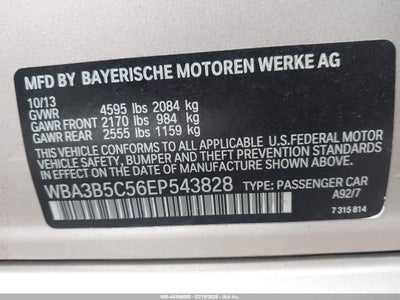 MFD BY BAYERISCHE MOTOREN WERKE AG
10/13
GVWR 4595 lbs 2084 kg
GAWR FRONT 2170 lbs 984 kg
GAWR REAR 2555 lbs 1159 kg
THIS VEHICLE CONFORMS TO ALL APPLICABLE U.S.FEDERAL MOTOR
VEHICLE SAFETY, BUMPER AND THEFT PREVENTION STANDARDS IN
EFFECT ON THE DATE OF MANUFACTURE SHOWN ABOVE.
WBA3B5C56EP543828 TYPE: PASSENGER CAR
A92/7
7 315 814